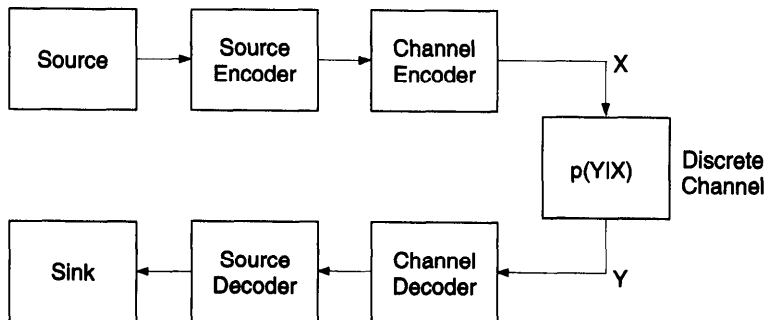 Source
Source
Encoder
Channel
Encoder
X
p(Y|X)
Discrete
Channel
Sink
Source
Decoder
Channel
Decoder
Y